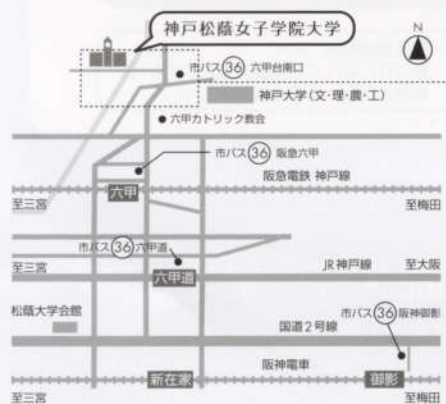 神戸松蔭女子学院大学
N
市バス 36 六甲台南口
神戸大学(文・理・農・工)
六甲カトリック教会
市バス 36 阪急六甲
阪急電鉄 神戸線
六甲
至三宮
至梅田
市バス 36 六甲道
至三宮
JR神戸線
至大阪
六甲道
松蔭大学会館
市バス 36 阪神御影
国道2号線
阪神電車
新在家
御影
至三宮
至梅田